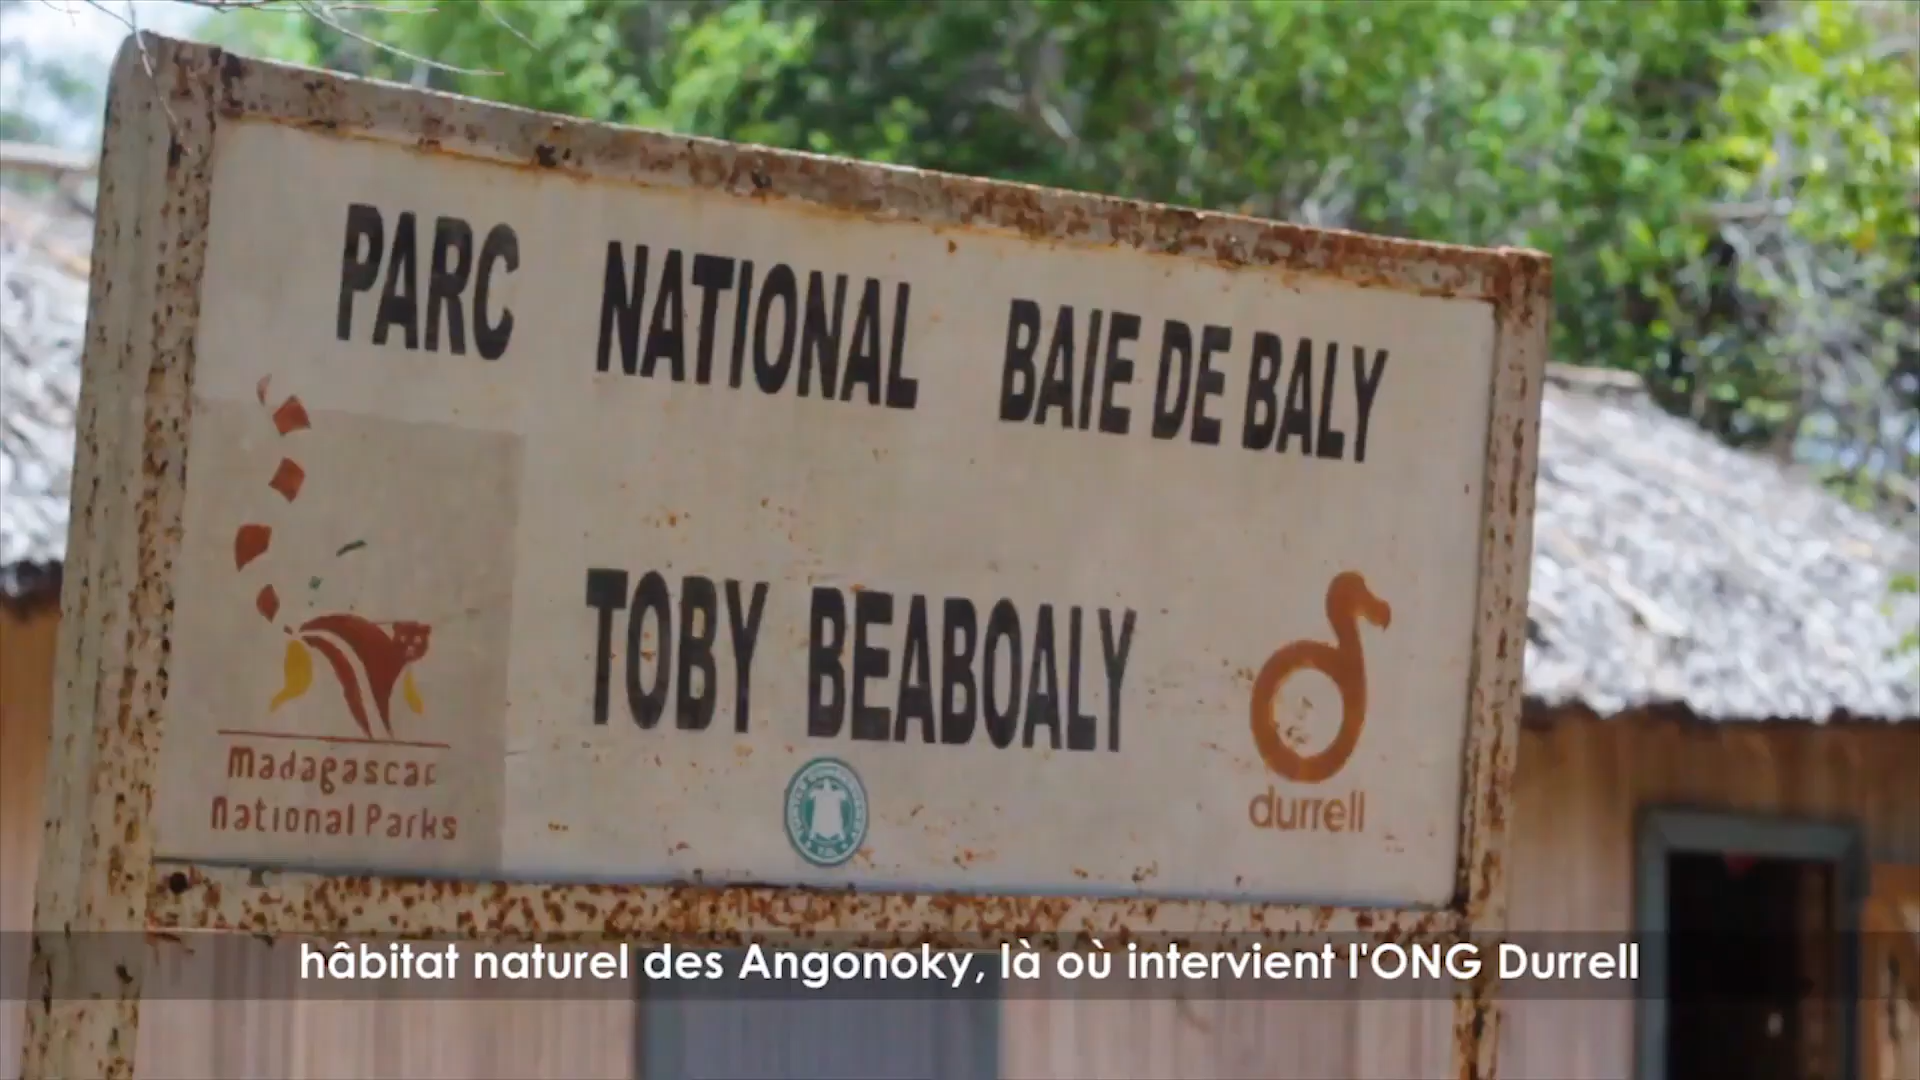 PARC NATIONAL BAIE DE BALY
TOBY BEABOALY
Madagascar
National Parks
durrell
hâbitat naturel des Angonoky, là où intervient l'ONG Durrell